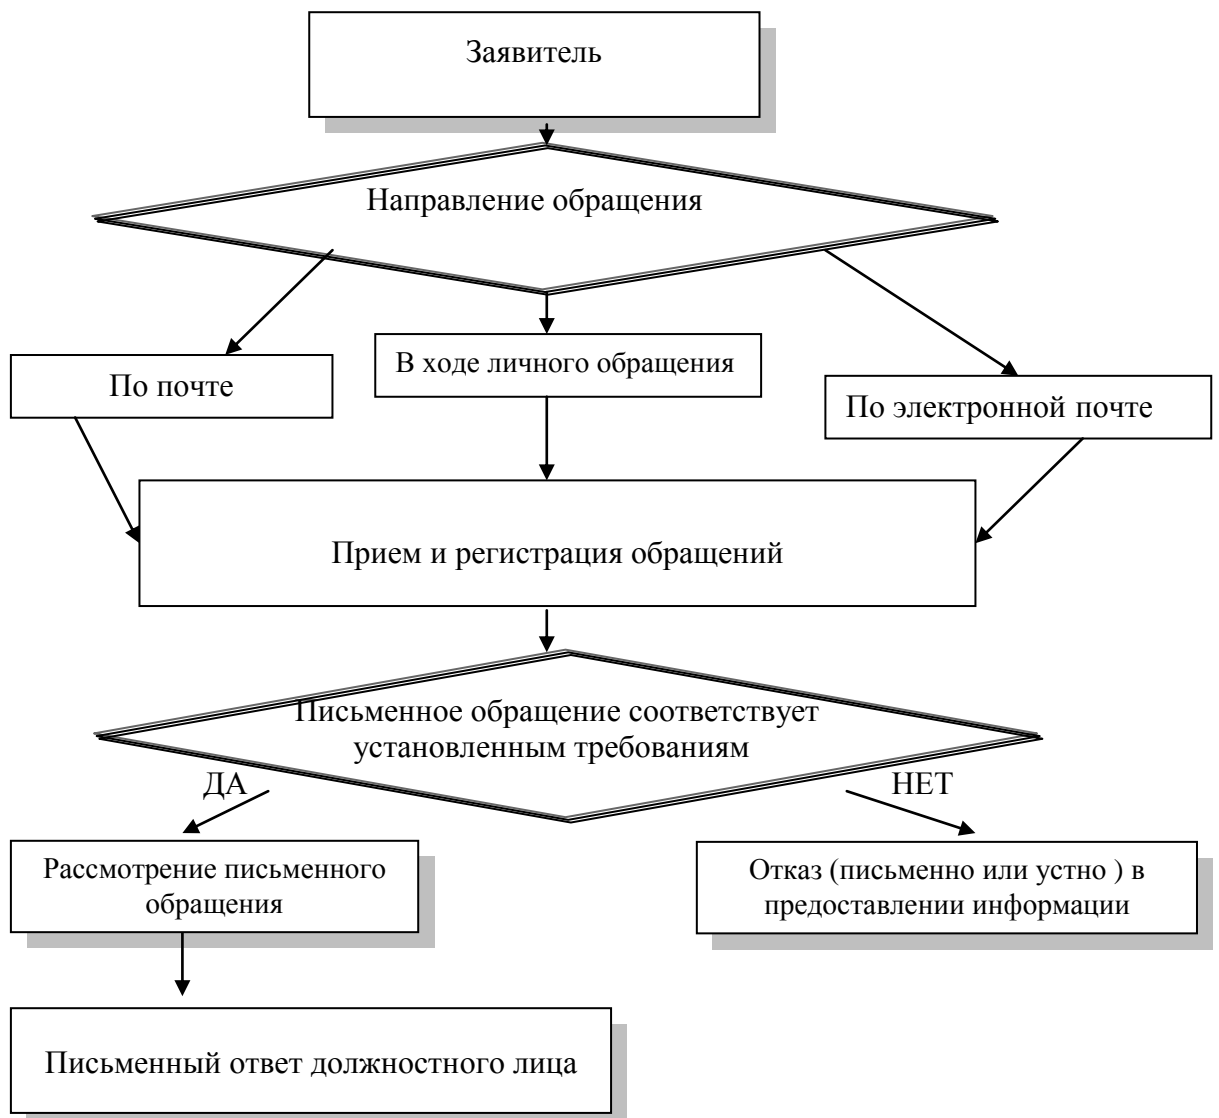 Заявитель
Направление обращения
По почте
В ходе личного обращения
По электронной почте
Прием и регистрация обращений
Письменное обращение соответствует
установленным требованиям
ДА
НЕТ
Рассмотрение письменного
обращения
Отказ (письменно или устно ) в
предоставлении информации
Письменный ответ должностного лица